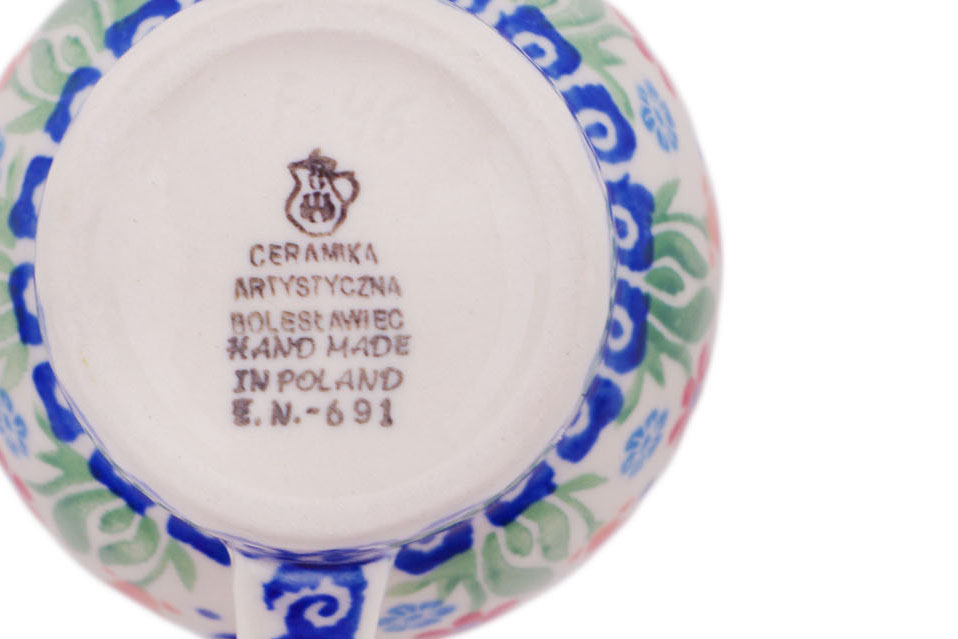 CERAMIKA
ARTYSTYCZNA
BOLESŁAWIEC
HAND MADE
IN POLAND
E. N.-691